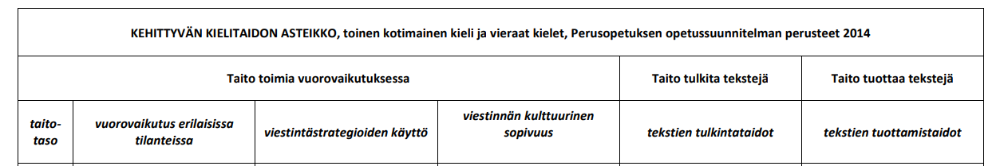 KEHITTYVÄN KIELITAIDON ASTEIKKO, toinen kotimainen kieli ja vieraat kielet, Perusopetuksen opetussuunnitelman perusteet 2014
Taito toimia vuorovaikutuksessa
Taito tulkita tekstejä
Taito tuottaa tekstejä
taito-
taso
vuorovaikutus erilaisissa
tilanteissa
viestintästrategioiden käyttö
viestinnän kulttuurinen
sopivuus
tekstien tulkintataidot
tekstien tuottamistaidot